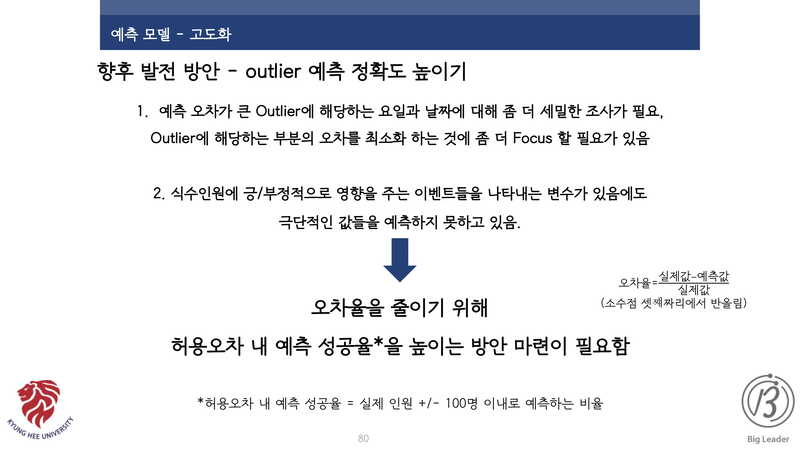 예측 모델 - 고도화
향후 발전 방안 - outlier 예측 정확도 높이기
1. 예측 오차가 큰 Outlier에 해당하는 요일과 날짜에 대해 좀 더 세밀한 조사가 필요,
Outlier에 해당하는 부분의 오차를 최소화 하는 것에 좀 더 Focus 할 필요가 있음
2. 식수인원에 긍/부정적으로 영향을 주는 이벤트들을 나타내는 변수가 있음에도
극단적인 값들을 예측하지 못하고 있음.
오차율=실제값-예측값
실제값
(소수점 셋째짜리에서 반올림)
오차율을 줄이기 위해
허용오차 내 예측 성공율*을 높이는 방안 마련이 필요함
*허용오차 내 예측 성공율 = 실제 인원 +/- 100명 이내로 예측하는 비율
KYUNG HEE UNIVERSITY
80
Big Leader